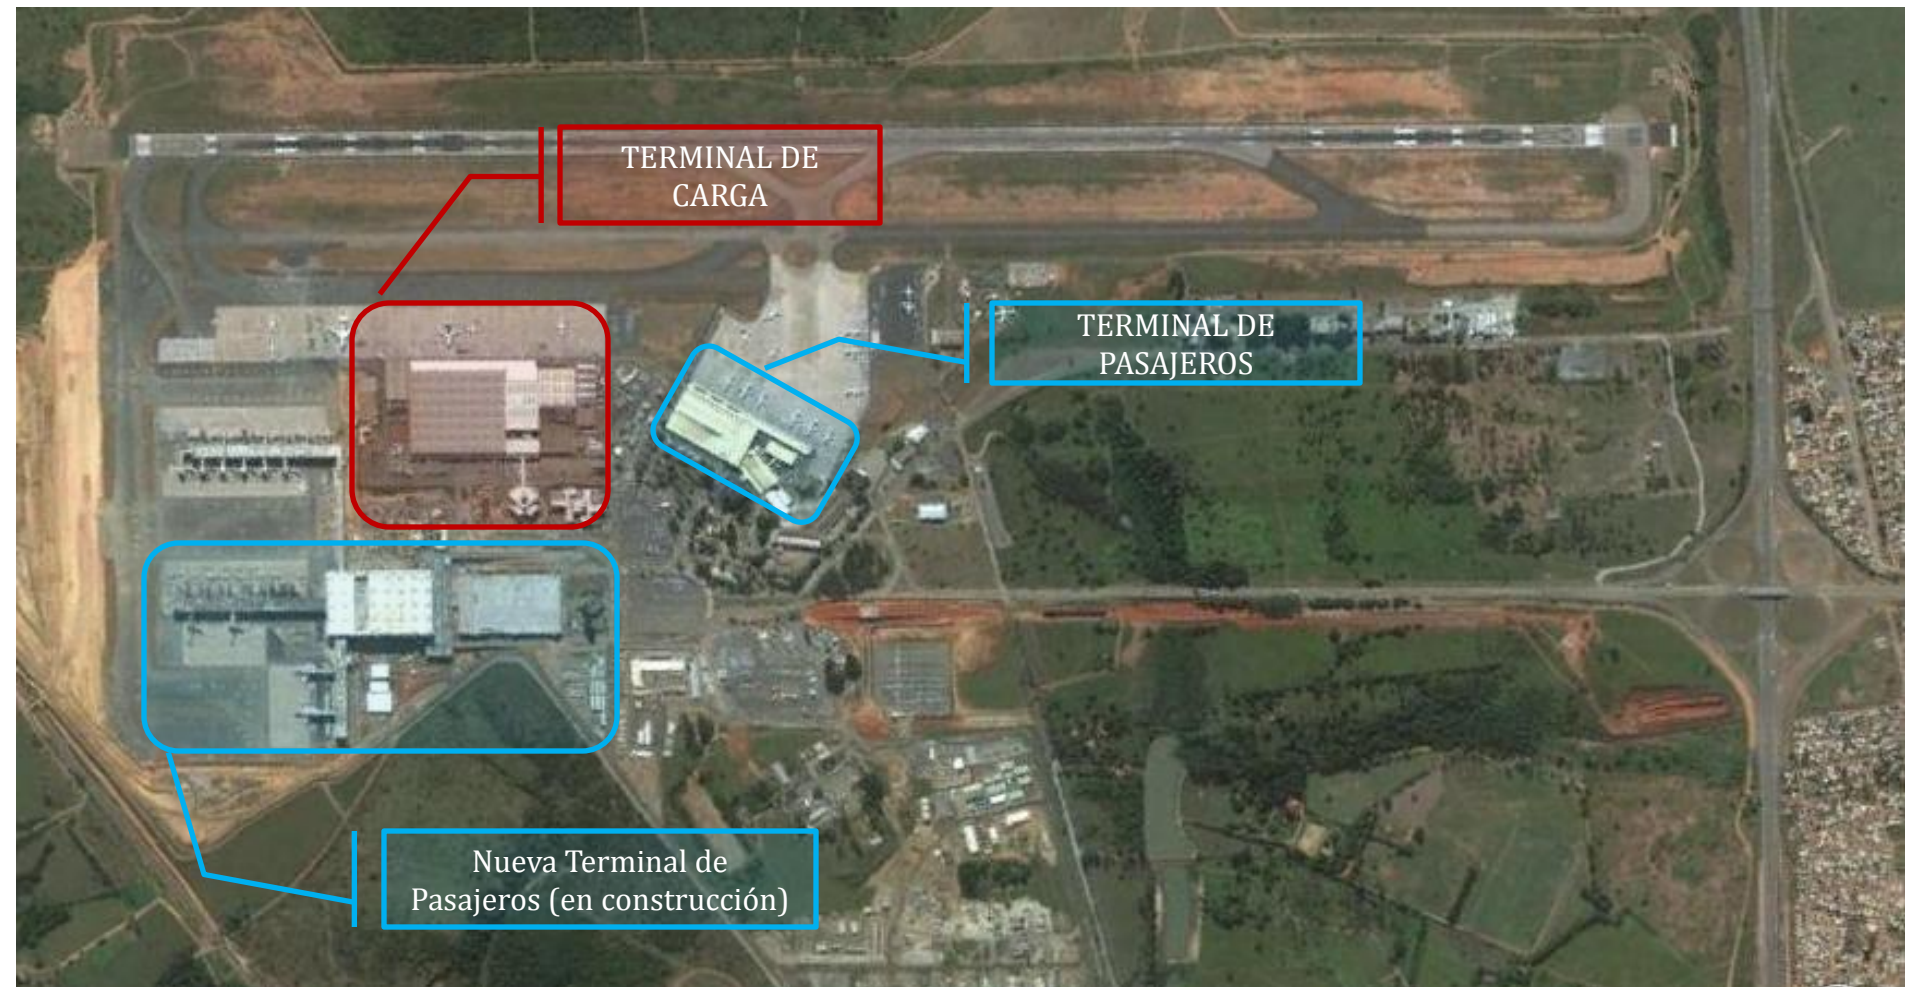 TERMINAL DE
CARGA
TERMINAL DE
PASAJEROS
Nueva Terminal de
Pasajeros (en construcción)